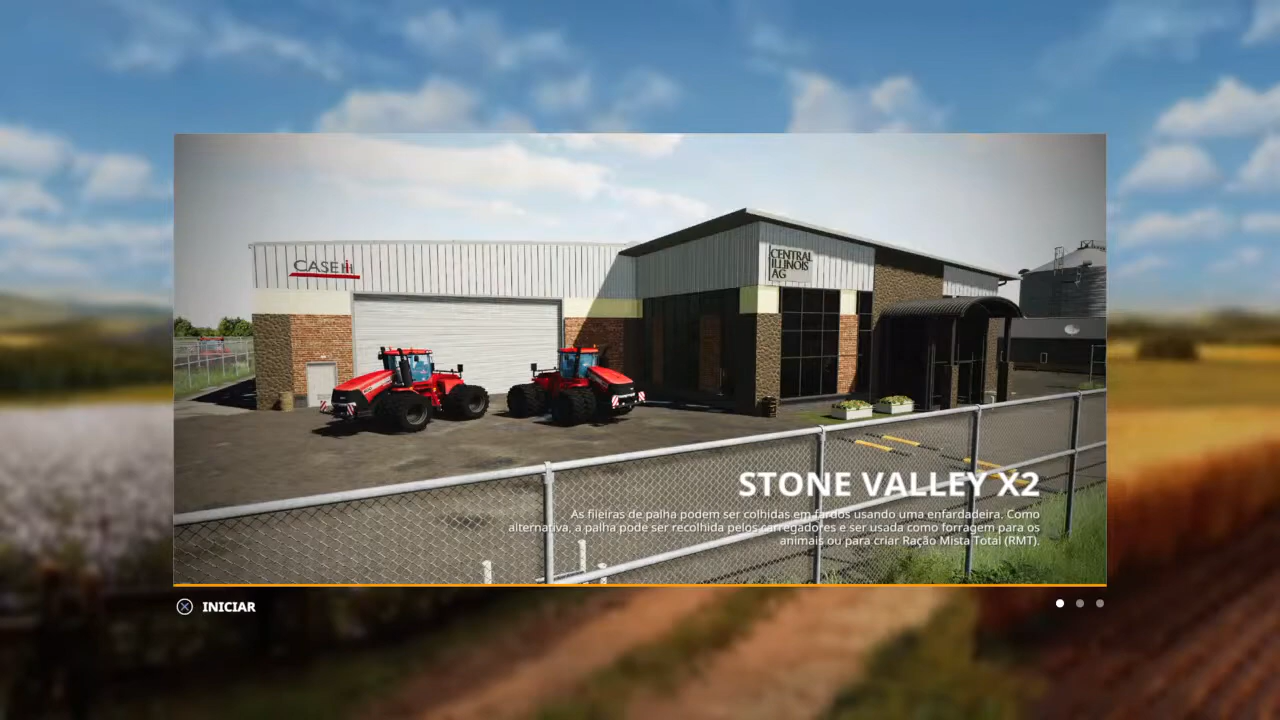 CASE IH
CENTRAL
ILLINOIS
AG
STONE VALLEY X2
As fileiras de palha podem ser colhidas em fardos usando uma enfardadeira. Como
alternativa, a palha pode ser recolhida pelos carregadores e ser usada como forragem para os
animais ou para criar Ração Mista Total (RMT).
INICIAR